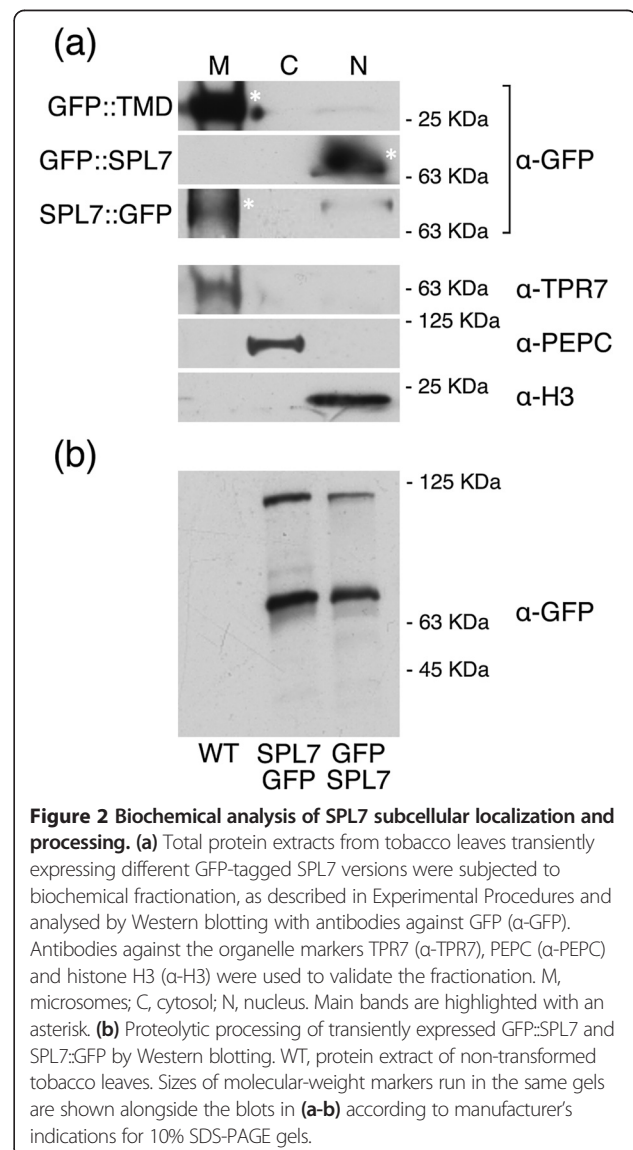 (a)
M C N
GFP::TMD * - 25 KDa
GFP::SPL7 * - 63 KDa α-GFP
SPL7::GFP * - 63 KDa
- 63 KDa α-TPR7
- 125 KDa
α-PEPC
- 25 KDa
α-H3
(b)
- 125 KDa
α-GFP
- 63 KDa
- 45 KDa
WT SPL7 GFP
GFP SPL7
Figure 2 Biochemical analysis of SPL7 subcellular localization and
processing. (a) Total protein extracts from tobacco leaves transiently
expressing different GFP-tagged SPL7 versions were subjected to
biochemical fractionation, as described in Experimental Procedures and
analysed by Western blotting with antibodies against GFP (α-GFP).
Antibodies against the organelle markers TPR7 (α-TPR7), PEPC (α-PEPC)
and histone H3 (α-H3) were used to validate the fractionation. M,
microsomes; C, cytosol; N, nucleus. Main bands are highlighted with an
asterisk. (b) Proteolytic processing of transiently expressed GFP::SPL7 and
SPL7::GFP by Western blotting. WT, protein extract of non-transformed
tobacco leaves. Sizes of molecular-weight markers run in the same gels
are shown alongside the blots in (a-b) according to manufacturer's
indications for 10% SDS-PAGE gels.